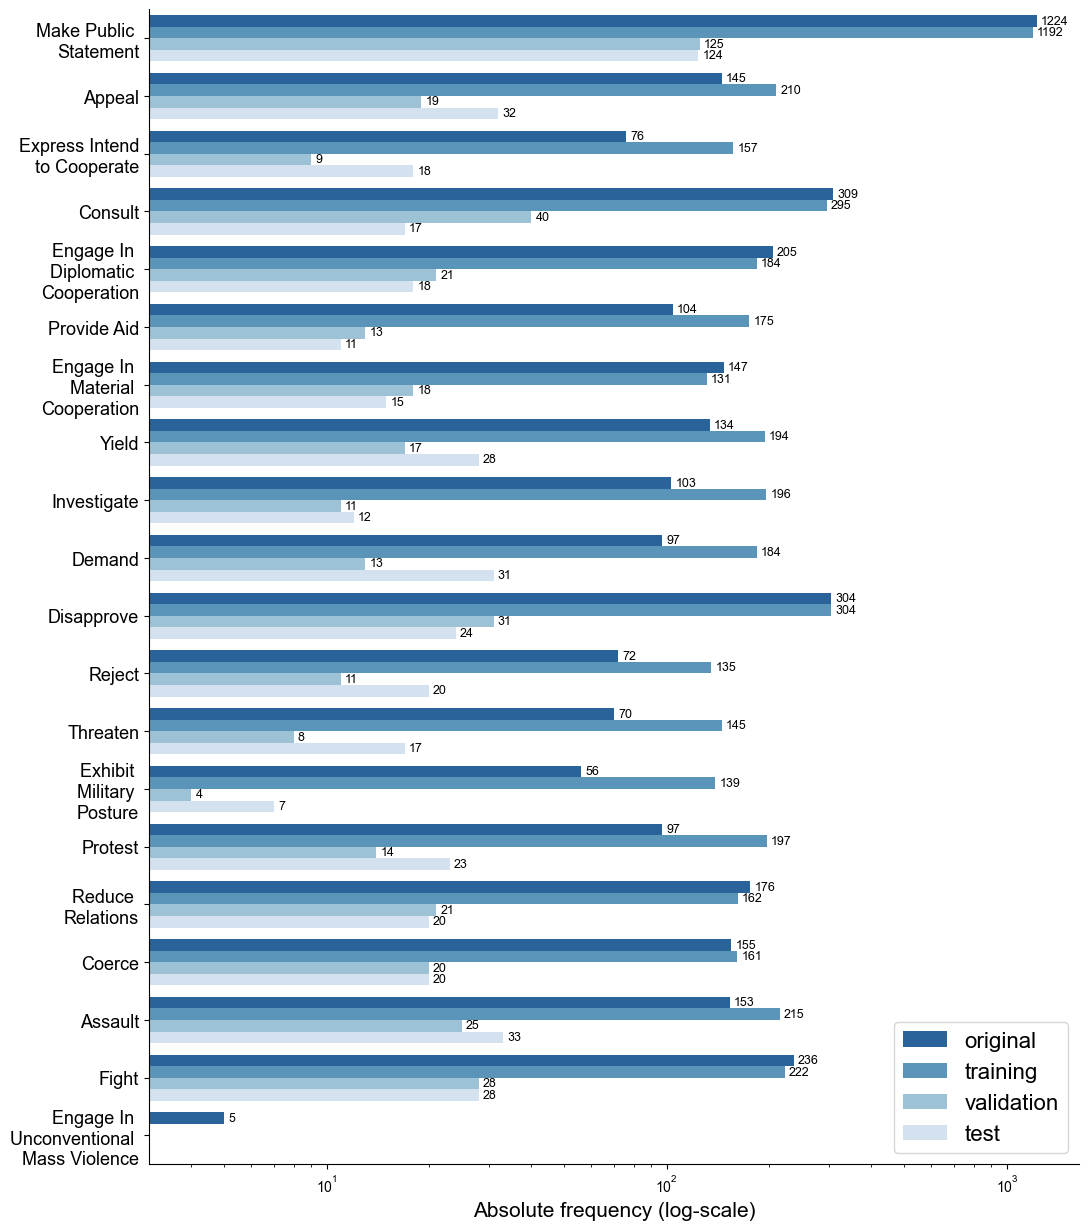 Make Public
Statement
1224
1192
125
124
Appeal
145
210
19
32
Express Intend
to Cooperate
76
157
9
18
Consult
309
295
40
17
Engage In
Diplomatic
Cooperation
205
184
21
18
Provide Aid
104
175
13
11
Engage In
Material
Cooperation
147
131
18
15
Yield
134
194
17
28
Investigate
103
196
11
12
Demand
97
184
13
31
Disapprove
304
304
31
24
Reject
72
135
11
20
Threaten
70
145
8
17
Exhibit
Military
Posture
56
139
4
7
Protest
97
197
14
23
Reduce
Relations
176
162
21
20
Coerce
155
161
20
20
Assault
153
215
25
33
Fight
236
222
28
28
Engage In
Unconventional
Mass Violence
5
original
training
validation
test
10¹ 10² 10³
Absolute frequency (log-scale)